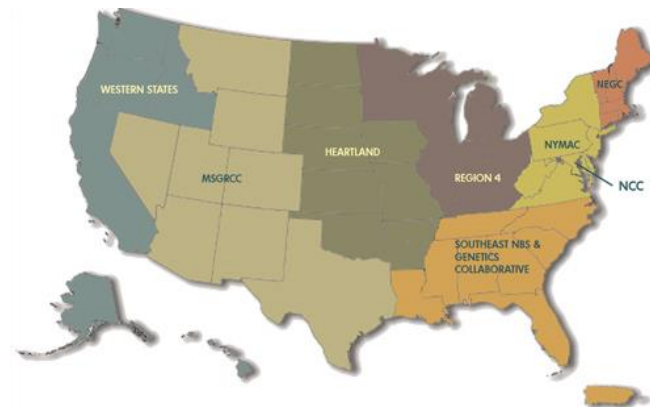 WESTERN STATES
MSGRCC
HEARTLAND
REGION 4
NEGC
NYMAC
NCC
SOUTHEAST NBS &
GENETICS
COLLABORATIVE